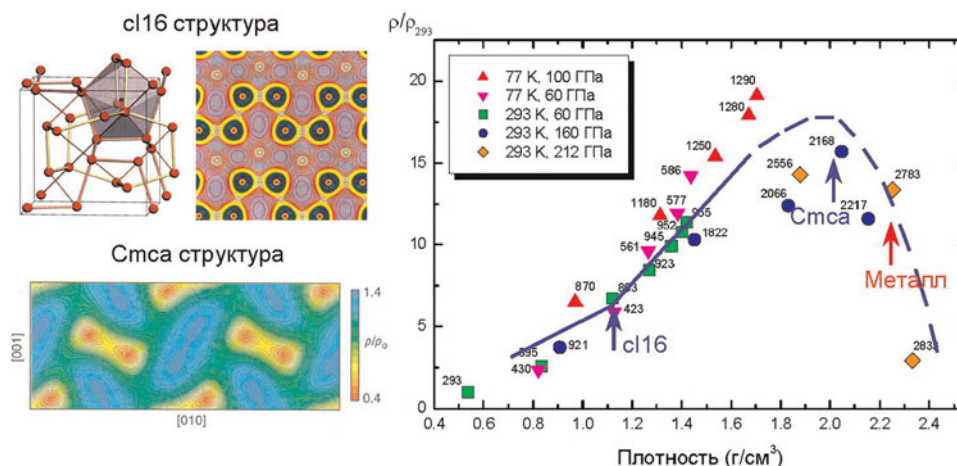 cI16 структура
Cmca структура
[001]
[010]
1.4
ρ/ρ₀
0.4
ρ/ρ₂₉₃
20
15
10
5
0
77 K, 100 ГПа
77 K, 60 ГПа
293 K, 60 ГПа
293 K, 160 ГПа
293 K, 212 ГПа
1290
1280
1250
586
577
1180
955
952
945
561
1822
923
870
423
921
430
293
2168
2556
2783
2066
2217
Cmca
Металл
cI16
0.4 0.6 0.8 1.0 1.2 1.4 1.6 1.8 2.0 2.2 2.4
Плотность (г/см³)